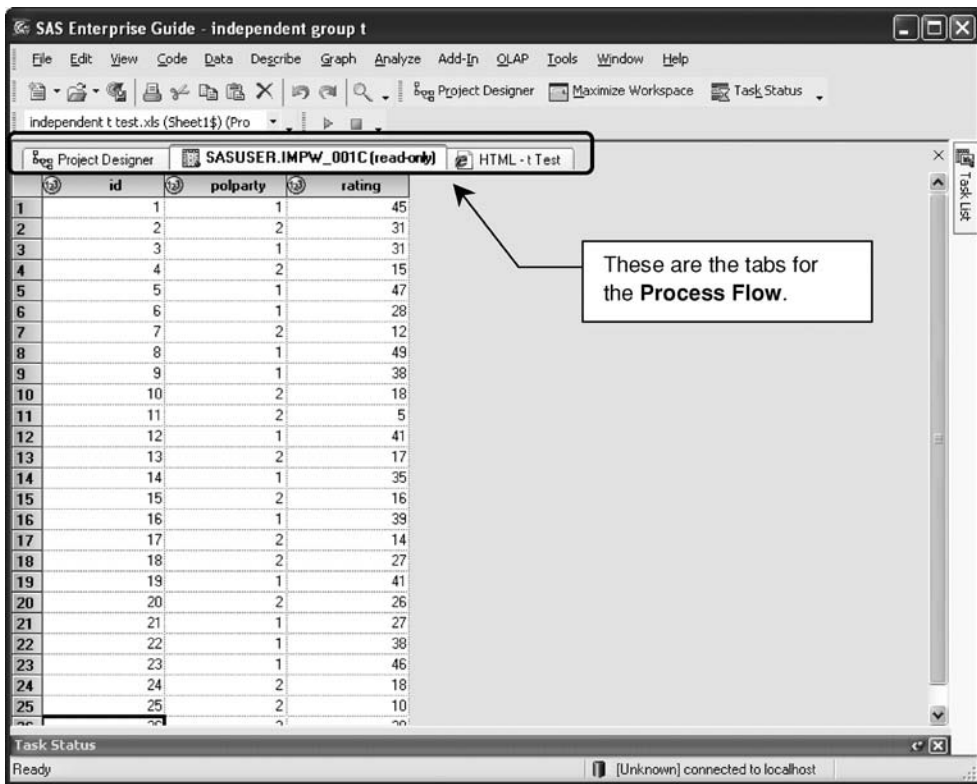 SAS Enterprise Guide - independent group t
File Edit View Code Data Describe Graph Analyze Add-In OLAP Tools Window Help
Project Designer Maximize Workspace Task Status
independent t test.xls (Sheet1$) (Pro
Project Designer SASUSER.IMPW_001C (read-only) HTML - t Test
Task List
id polparty rating
1 1 1 45
2 2 2 31
3 3 1 31
4 4 2 15
5 5 1 47
6 6 1 28
7 7 2 12
8 8 1 49
9 9 1 38
10 10 2 18
11 11 2 5
12 12 1 41
13 13 2 17
14 14 1 35
15 15 2 16
16 16 1 39
17 17 2 14
18 18 2 27
19 19 1 41
20 20 2 26
21 21 1 27
22 22 1 38
23 23 1 46
24 24 2 18
25 25 2 10
These are the tabs for
the Process Flow.
Task Status
Ready [Unknown] connected to localhost